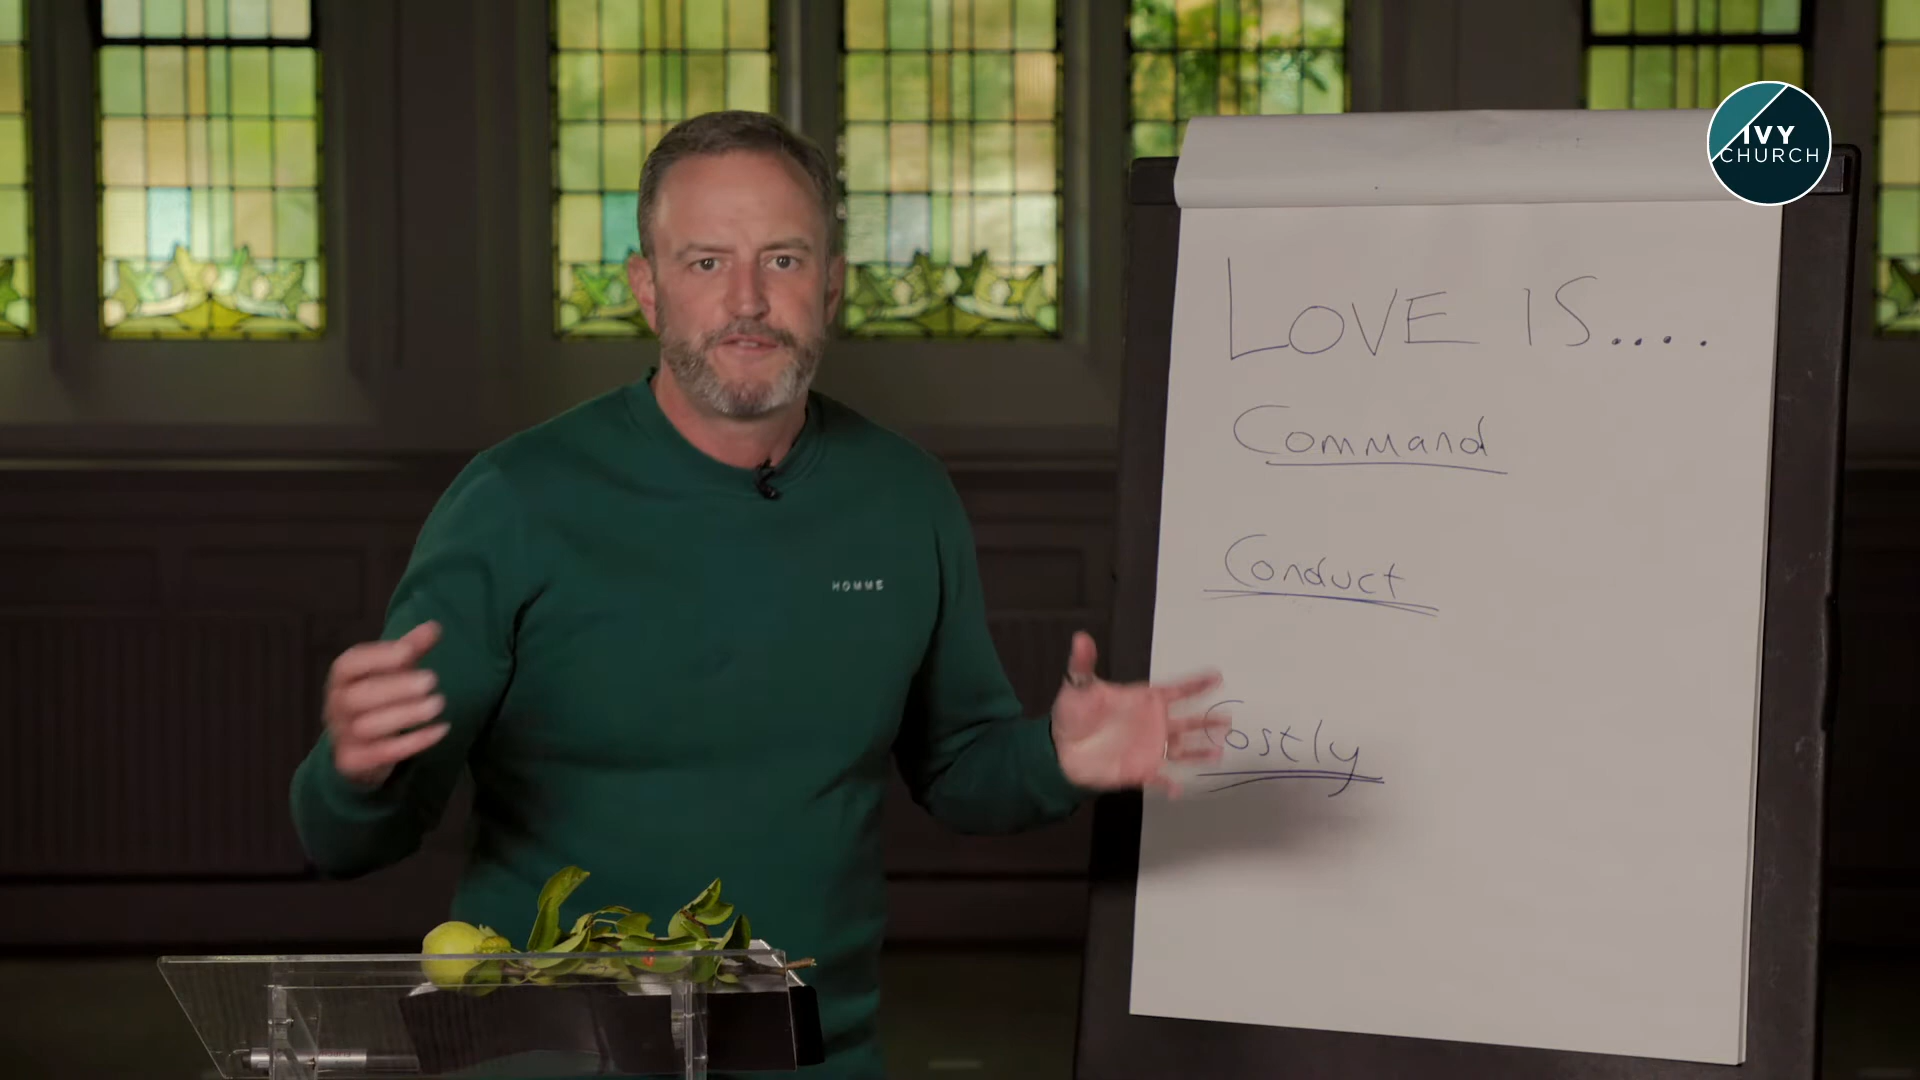 IVY
CHURCH
LOVE IS....
Command
Conduct
Costly
HOMME